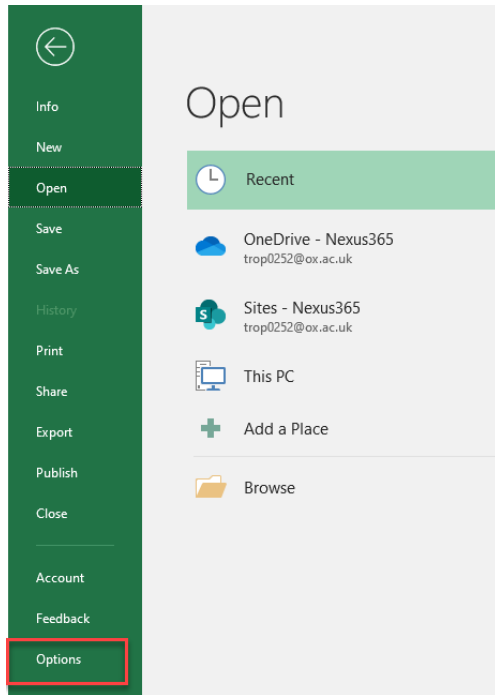 Info
New
Open
Save
Save As
History
Print
Share
Export
Publish
Close
Account
Feedback
Options
Open
Recent
OneDrive - Nexus365
trop0252@ox.ac.uk
Sites - Nexus365
trop0252@ox.ac.uk
This PC
Add a Place
Browse